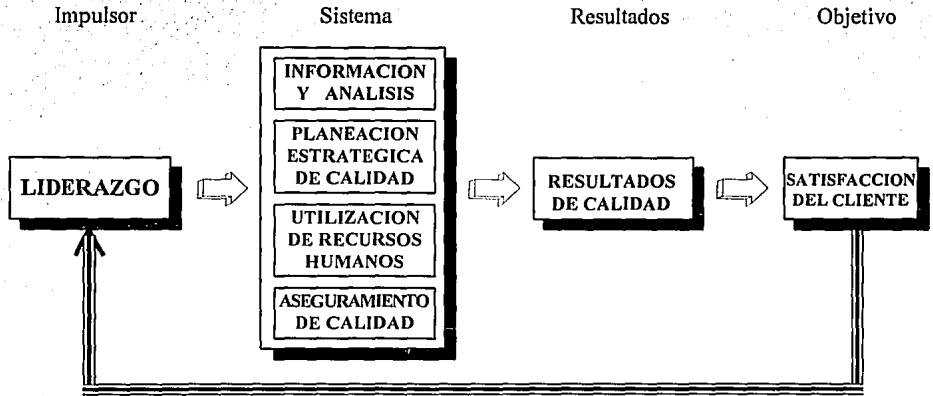 Impulsor
Sistema
Resultados
Objetivo
LIDERAZGO
INFORMACION
Y ANALISIS
PLANEACION
ESTRATEGICA
DE CALIDAD
UTILIZACION
DE RECURSOS
HUMANOS
ASEGURAMIENTO
DE CALIDAD
RESULTADOS
DE CALIDAD
SATISFACCION
DEL CLIENTE